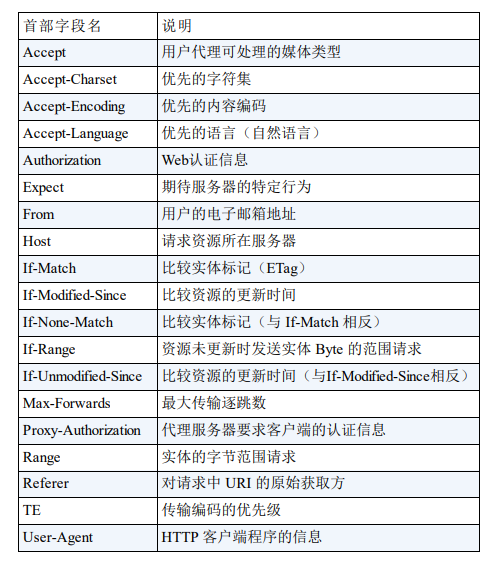 首部字段名 说明
Accept 用户代理可处理的媒体类型
Accept-Charset 优先的字符集
Accept-Encoding 优先的内容编码
Accept-Language 优先的语言（自然语言）
Authorization Web认证信息
Expect 期待服务器的特定行为
From 用户的电子邮箱地址
Host 请求资源所在服务器
If-Match 比较实体标记（ETag）
If-Modified-Since 比较资源的更新时间
If-None-Match 比较实体标记（与 If-Match 相反）
If-Range 资源未更新时发送实体 Byte 的范围请求
If-Unmodified-Since 比较资源的更新时间（与If-Modified-Since相反）
Max-Forwards 最大传输逐跳数
Proxy-Authorization 代理服务器要求客户端的认证信息
Range 实体的字节范围请求
Referer 对请求中 URI 的原始获取方
TE 传输编码的优先级
User-Agent HTTP 客户端程序的信息